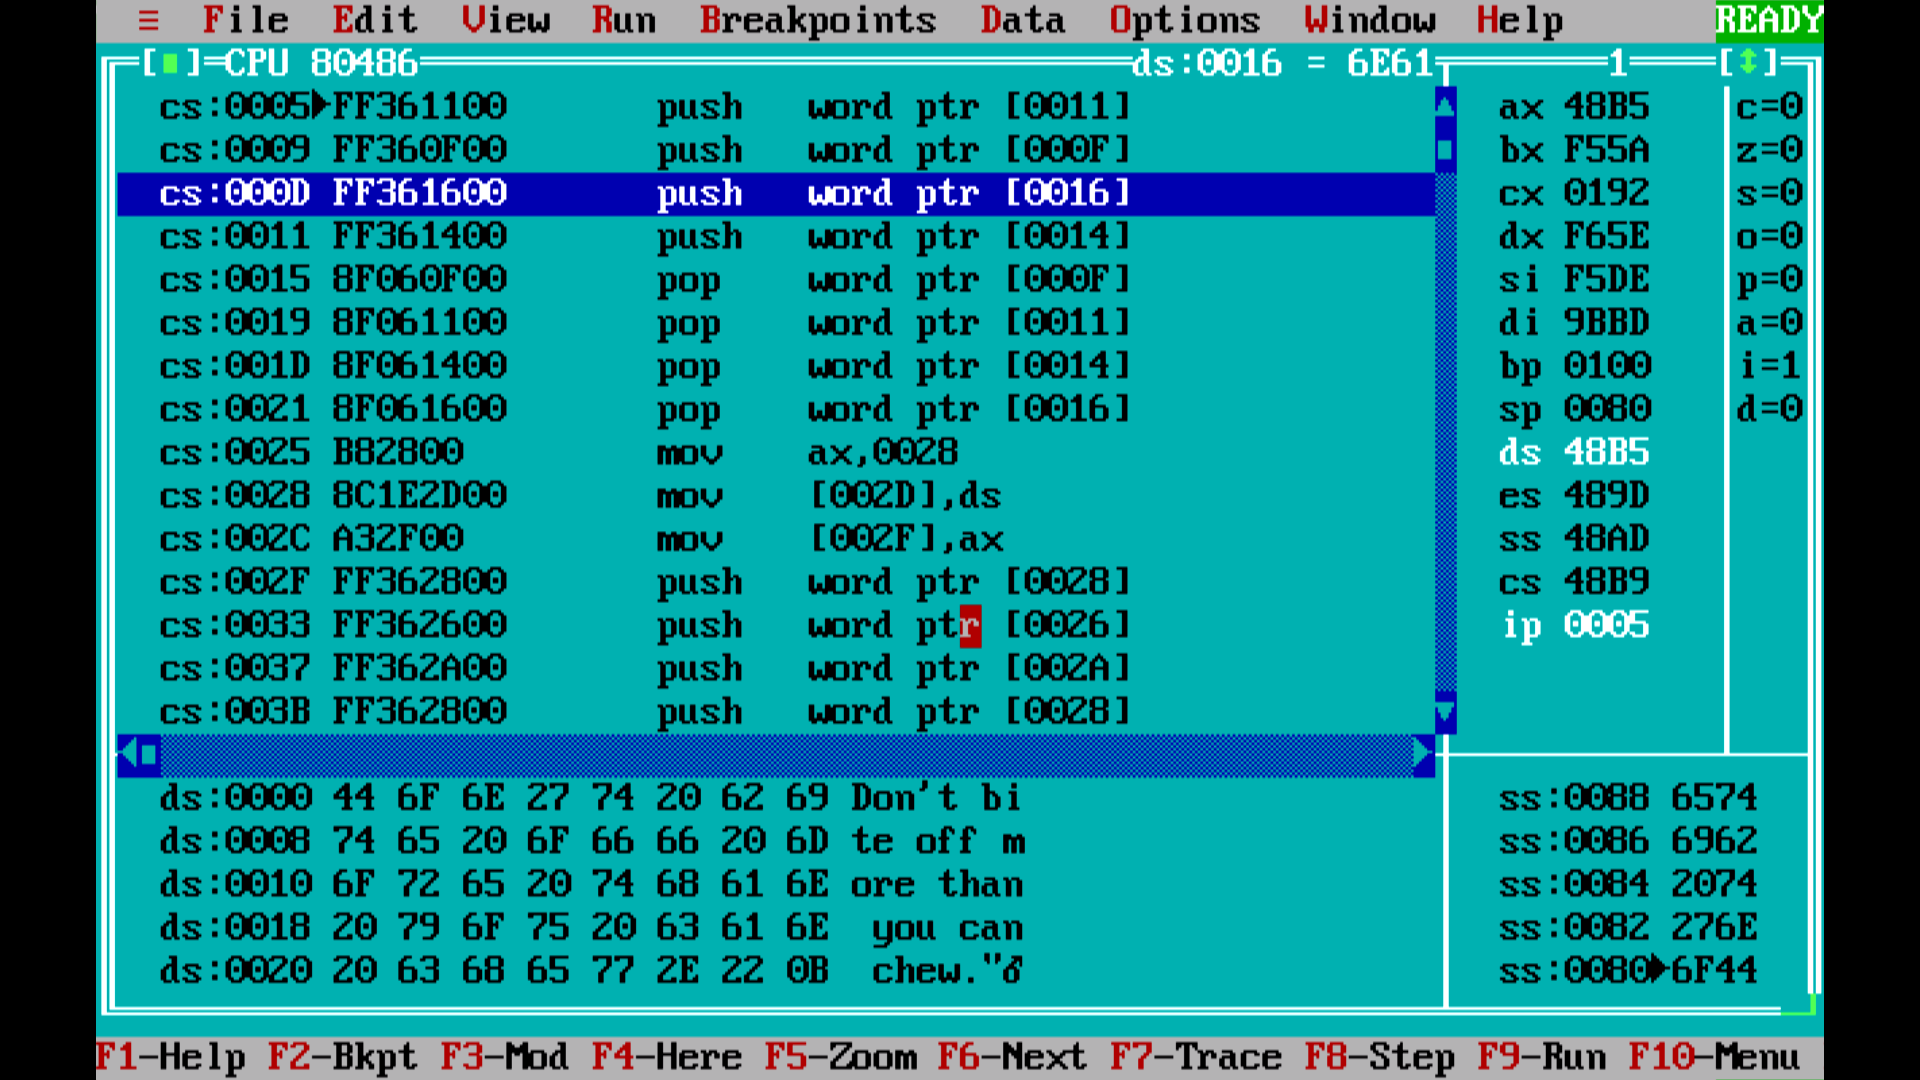 ≡ File Edit View Run Breakpoints Data Options Window Help READY
[■]=CPU 80486 ds:0016 = 6E61 1 [↕]
cs:0005►FF361100 push word ptr [0011] ax 48B5 c=0
cs:0009 FF360F00 push word ptr [000F] bx F55A z=0
cs:000D FF361600 push word ptr [0016] cx 0192 s=0
cs:0011 FF361400 push word ptr [0014] dx F65E o=0
cs:0015 8F060F00 pop word ptr [000F] si F5DE p=0
cs:0019 8F061100 pop word ptr [0011] di 9BBD a=0
cs:001D 8F061400 pop word ptr [0014] bp 0100 i=1
cs:0021 8F061600 pop word ptr [0016] sp 0080 d=0
cs:0025 B82800 mov ax,0028 ds 48B5
cs:0028 8C1E2D00 mov [002D],ds es 489D
cs:002C A32F00 mov [002F],ax ss 48AD
cs:002F FF362800 push word ptr [0028] cs 48B9
cs:0033 FF362600 push word ptr [0026] ip 0005
cs:0037 FF362A00 push word ptr [002A]
cs:003B FF362800 push word ptr [0028]
ds:0000 44 6F 6E 27 74 20 62 69 Don't bi ss:0088 6574
ds:0008 74 65 20 6F 66 66 20 6D te off m ss:0086 6962
ds:0010 6F 72 65 20 74 68 61 6E ore than ss:0084 2074
ds:0018 20 79 6F 75 20 63 61 6E you can ss:0082 276E
ds:0020 20 63 68 65 77 2E 22 0B chew."♂ ss:0080►6F44
F1-Help F2-Bkpt F3-Mod F4-Here F5-Zoom F6-Next F7-Trace F8-Step F9-Run F10-Menu